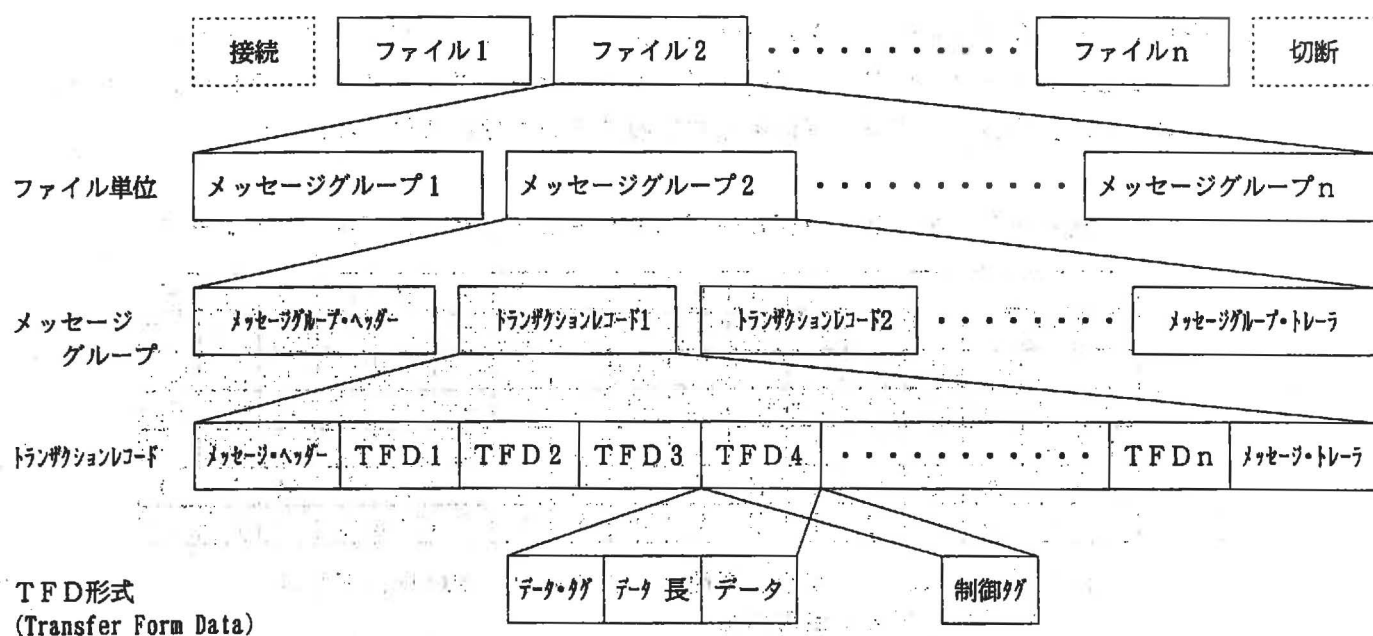 接続 ファイル1 ファイル2 ・・・・・・・・・・・ ファイルn 切断
ファイル単位 メッセージグループ1 メッセージグループ2 ・・・・・・・・・・・ メッセージグループn
メッセージ
グループ
メッセージグループ・ヘッダー トランザクションレコード1 トランザクションレコード2 ・・・・・・・・ メッセージグループ・トレーラ
トランザクションレコード メッセージ・ヘッダー TFD1 TFD2 TFD3 TFD4 ・・・・・・・・・・・ TFDn メッセージ・トレーラ
データ・タグ データ 長 データ 制御タグ
TFD形式
(Transfer Form Data)